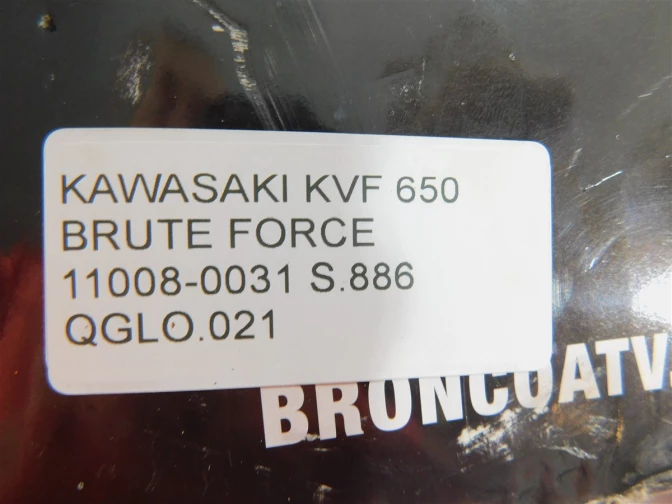 KAWASAKI KVF 650
BRUTE FORCE
11008-0031 S.886
QGLO.021
BRONCOATV.